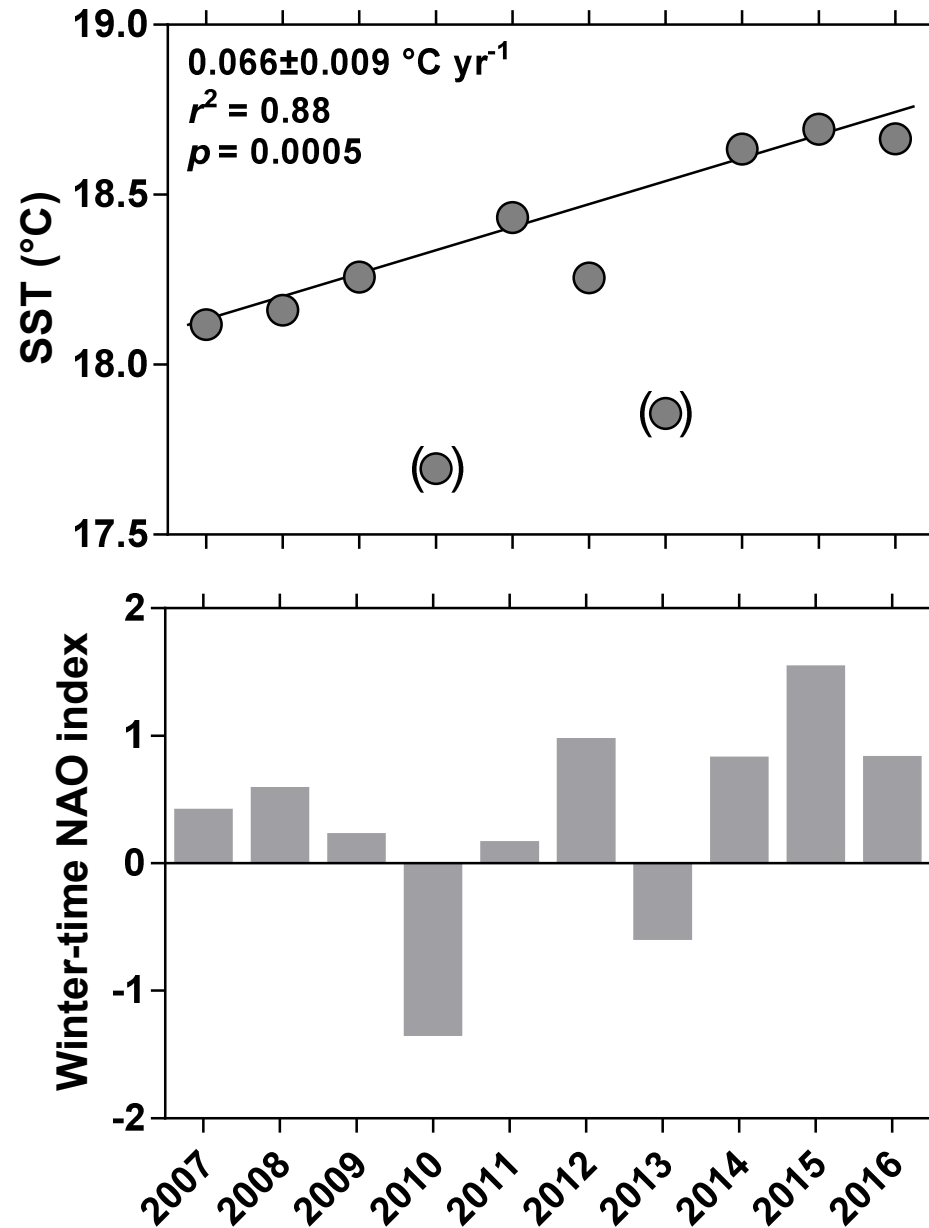 19.0
0.066±0.009 °C yr-1
r2 = 0.88
p = 0.0005
18.5
SST (°C)
18.0
( )
( )
17.5
2
1
Winter-time NAO index
0
-1
-2
2007 2008 2009 2010 2011 2012 2013 2014 2015 2016